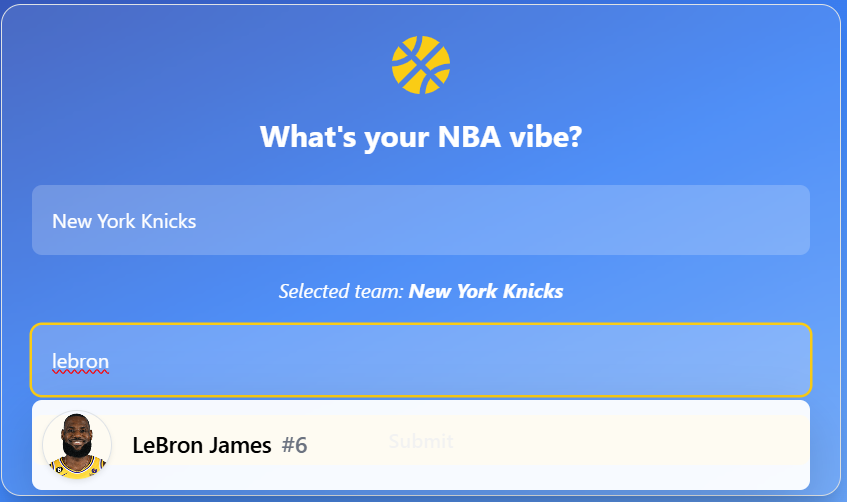 What's your NBA vibe?
New York Knicks
Selected team: New York Knicks
lebron
LeBron James #6
Submit